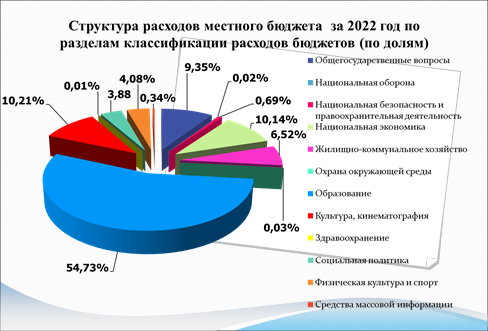 Структура расходов местного бюджета за 2022 год по
разделам классификации расходов бюджетов (по долям)
9,35%
0,02%
0,69%
10,14%
6,52%
0,03%
54,73%
10,21%
0,01%
3,88
4,08%
0,34%
Общегосударственные вопросы
Национальная оборона
Национальная безопасность и
правоохранительная деятельность
Национальная экономика
Жилищно-коммунальное хозяйство
Охрана окружающей среды
Образование
Культура, кинематография
Здравоохранение
Социальная политика
Физическая культура и спорт
Средства массовой информации